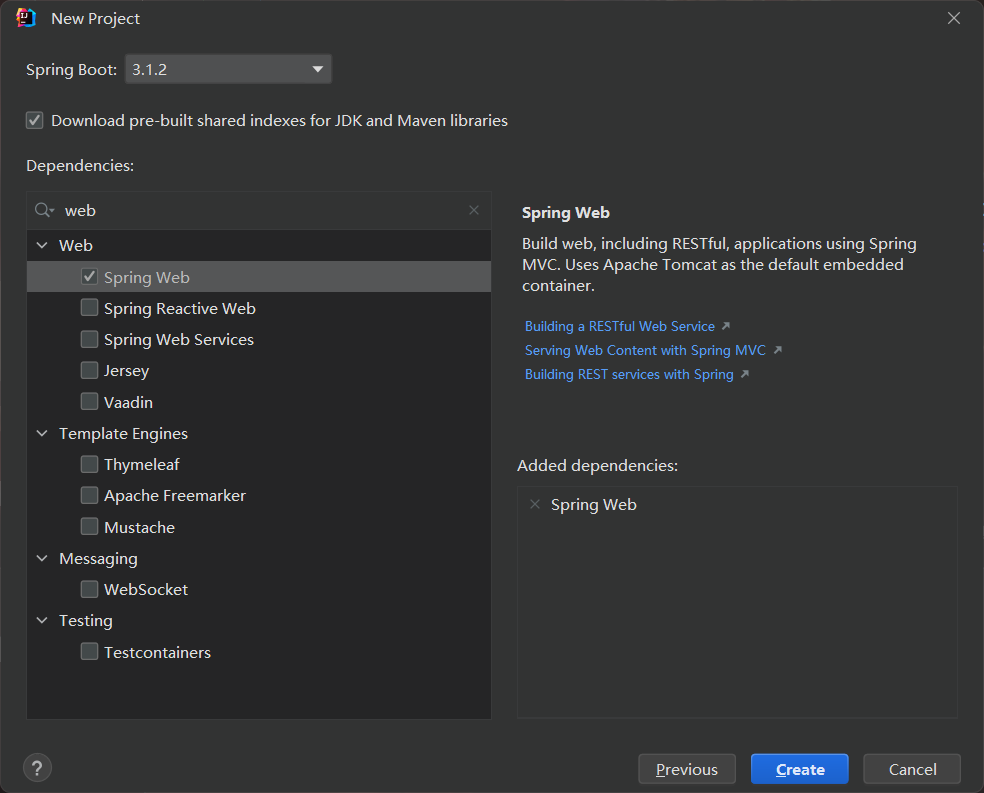 New Project
Spring Boot: 3.1.2
Download pre-built shared indexes for JDK and Maven libraries
Dependencies:
web
Web
Spring Web
Spring Reactive Web
Spring Web Services
Jersey
Vaadin
Template Engines
Thymeleaf
Apache Freemarker
Mustache
Messaging
WebSocket
Testing
Testcontainers
Spring Web
Build web, including RESTful, applications using Spring
MVC. Uses Apache Tomcat as the default embedded
container.
Building a RESTful Web Service
Serving Web Content with Spring MVC
Building REST services with Spring
Added dependencies:
Spring Web
?
Previous
Create
Cancel